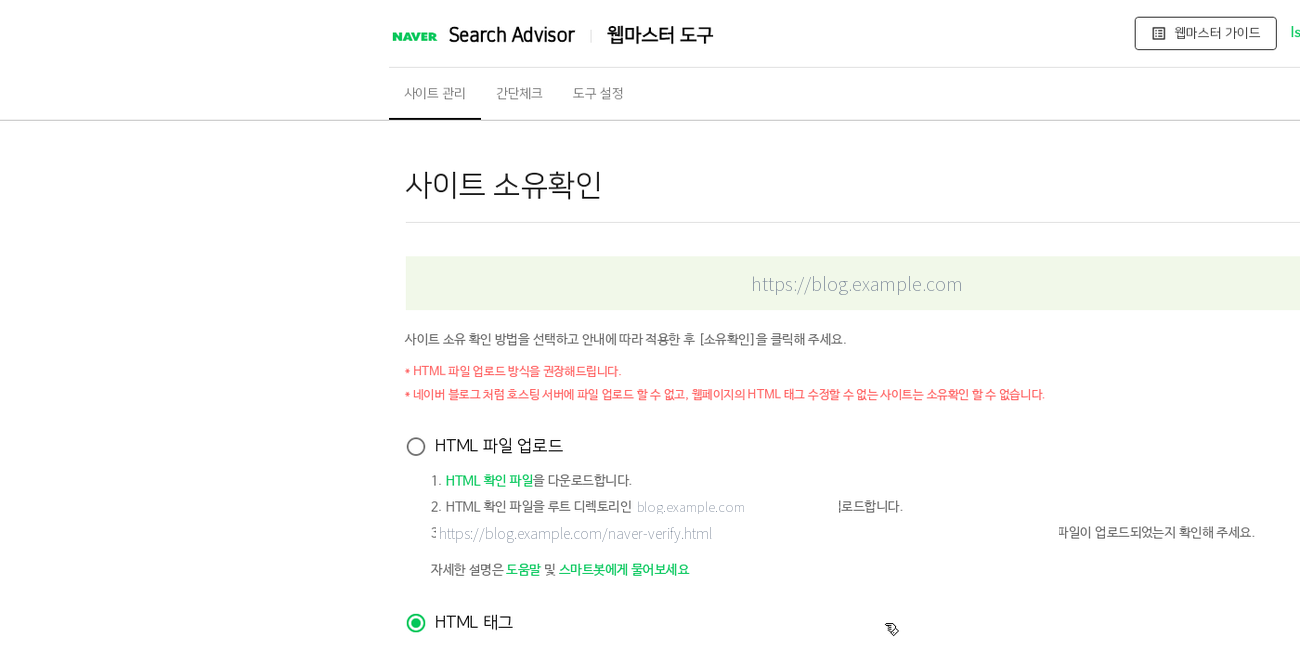 NAVER Search Advisor | 웹마스터 도구
웹마스터 가이드
사이트 관리 간단체크 도구 설정
사이트 소유확인
https://blog.example.com
사이트 소유 확인 방법을 선택하고 안내에 따라 적용한 후 [소유확인]을 클릭해 주세요.
* HTML 파일 업로드 방식을 권장해드립니다.
* 네이버 블로그 처럼 호스팅 서버에 파일 업로드 할 수 없고, 웹페이지의 HTML 태그 수정할 수 없는 사이트는 소유확인 할 수 없습니다.
HTML 파일 업로드
1. HTML 확인 파일을 다운로드합니다.
2. HTML 확인 파일을 루트 디렉토리인 blog.example.com 로드합니다.
https://blog.example.com/naver-verify.html 파일이 업로드되었는지 확인해 주세요.
자세한 설명은 도움말 및 스마트봇에게 물어보세요
HTML 태그